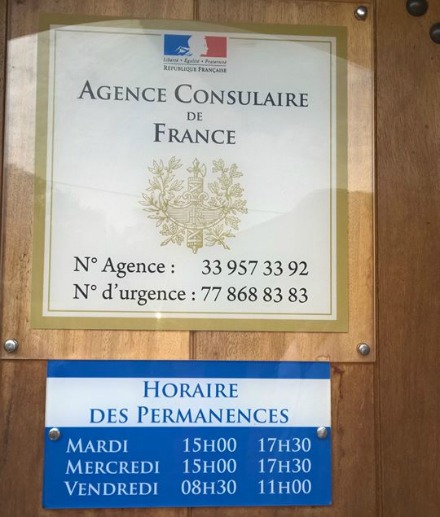 Liberté • Égalité • Fraternité
RÉPUBLIQUE FRANÇAISE
AGENCE CONSULAIRE
DE
FRANCE
N° Agence : 33 957 33 92
N° d'urgence : 77 868 83 83
HORAIRE
DES PERMANENCES
MARDI 15H00 17H30
MERCREDI 15H00 17H30
VENDREDI 08H30 11H00